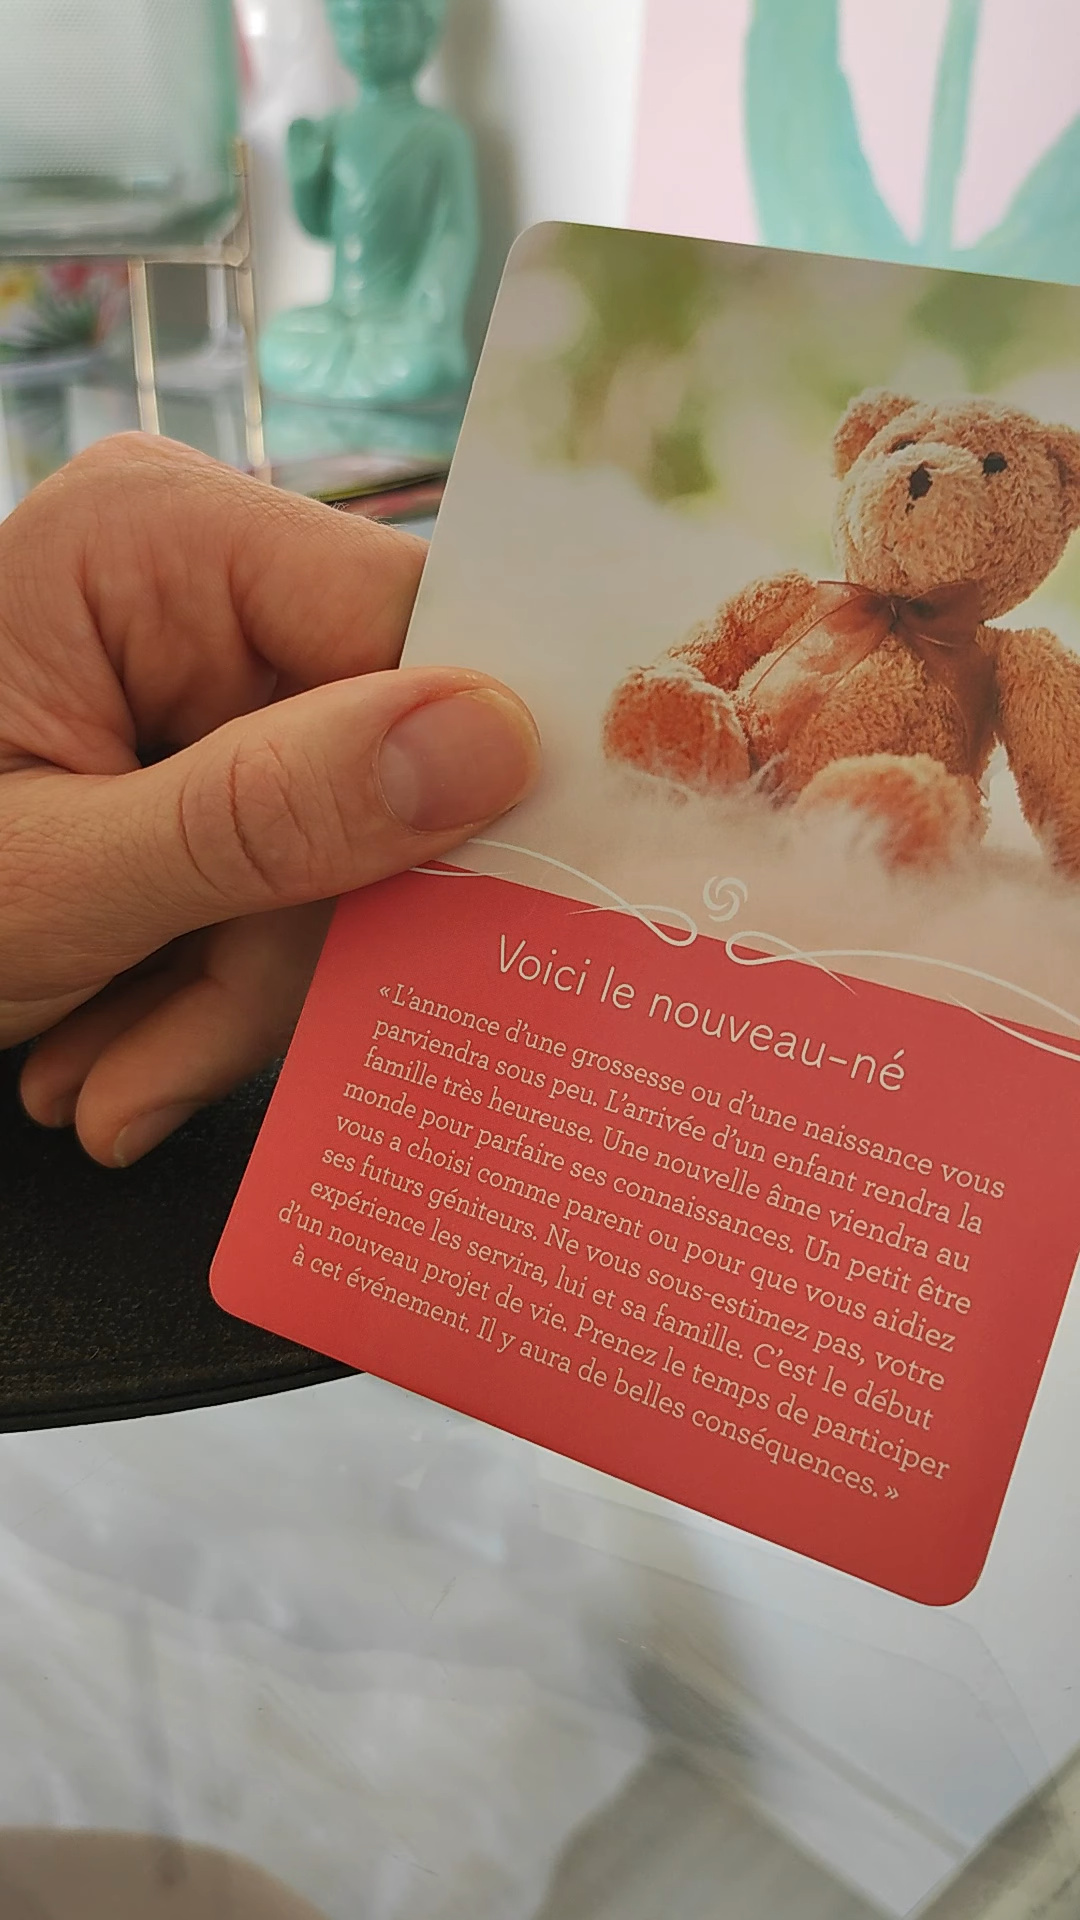 Voici le nouveau-né
« L'annonce d'une grossesse ou d'une naissance vous
parviendra sous peu. L'arrivée d'un enfant rendra la
famille très heureuse. Une nouvelle âme viendra au
monde pour parfaire ses connaissances. Un petit être
vous a choisi comme parent ou pour que vous aidiez
ses futurs géniteurs. Ne vous sous-estimez pas, votre
expérience les servira, lui et sa famille. C'est le début
d'un nouveau projet de vie. Prenez le temps de participer
à cet événement. Il y aura de belles conséquences. »